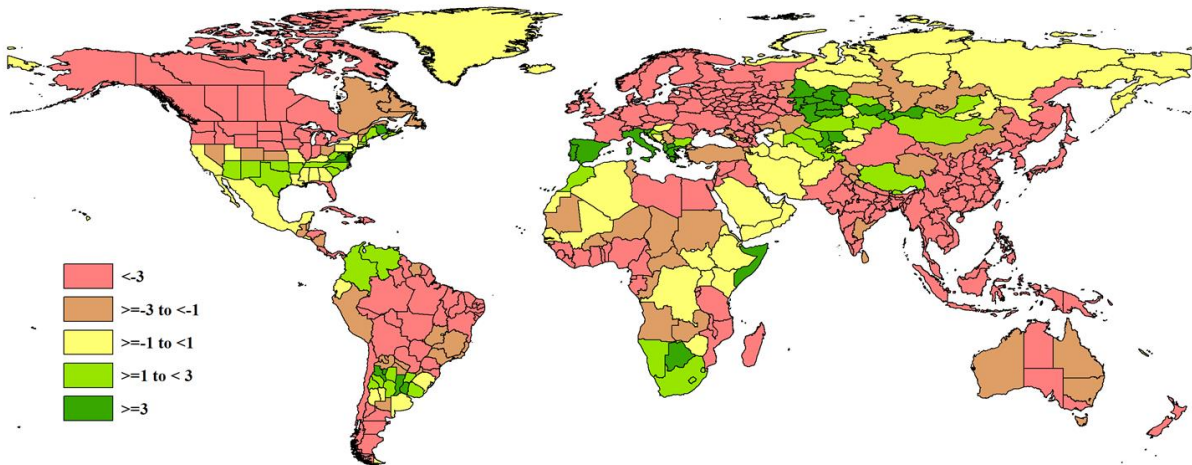 <-3
>=-3 to <-1
>=-1 to <1
>=1 to < 3
>=3